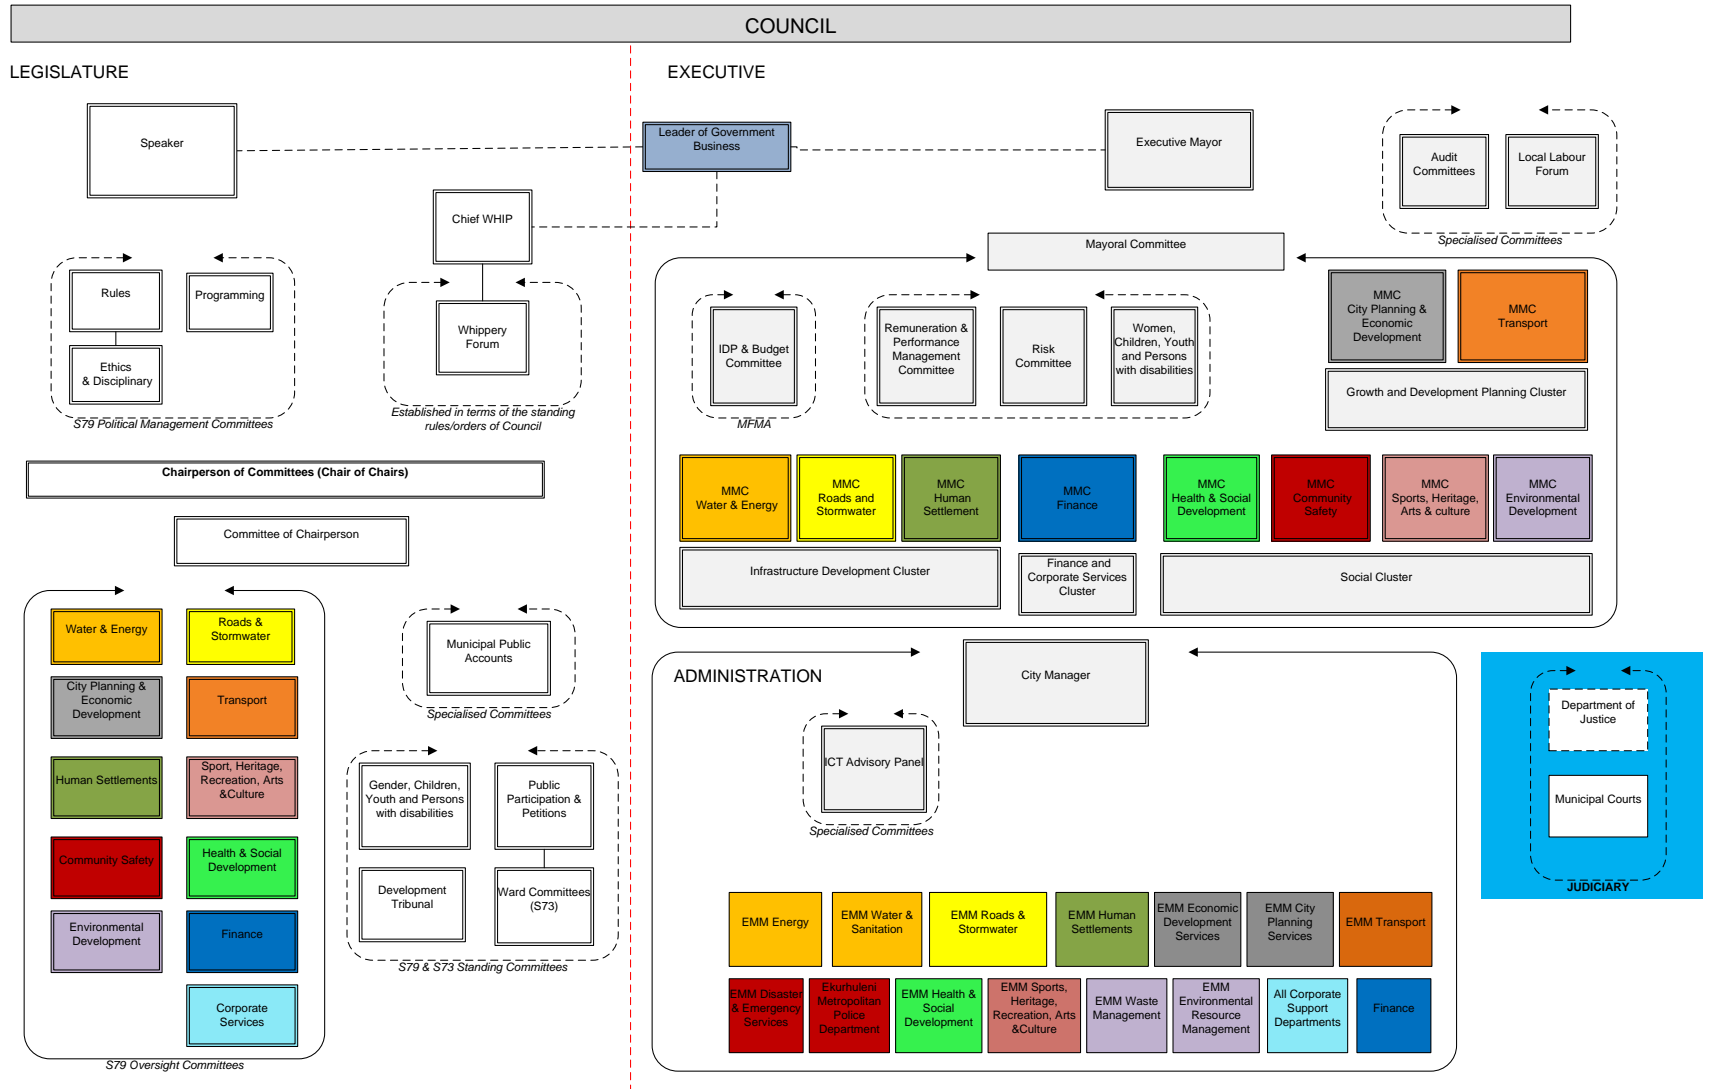 COUNCIL
LEGISLATURE
EXECUTIVE
Speaker
Leader of Government
Business
Executive Mayor
Audit
Committees
Local Labour
Forum
Specialised Committees
Chief WHIP
Mayoral Committee
Rules
Programming
Ethics
& Disciplinary
S79 Political Management Committees
Whippery
Forum
Established in terms of the standing
rules/orders of Council
IDP & Budget
Committee
MFMA
Remuneration &
Performance
Management
Committee
Risk
Committee
Women,
Children, Youth
and Persons
with disabilities
MMC
City Planning &
Economic
Development
MMC
Transport
Growth and Development Planning Cluster
Chairperson of Committees (Chair of Chairs)
Committee of Chairperson
MMC
Water & Energy
MMC
Roads and
Stormwater
MMC
Human
Settlement
MMC
Finance
MMC
Health & Social
Development
MMC
Community
Safety
MMC
Sports, Heritage,
Arts & culture
MMC
Environmental
Development
Infrastructure Development Cluster
Finance and
Corporate Services
Cluster
Social Cluster
Water & Energy
Roads &
Stormwater
City Planning &
Economic
Development
Transport
Human Settlements
Sport, Heritage,
Recreation, Arts
&Culture
Community Safety
Health & Social
Development
Environmental
Development
Finance
Corporate
Services
S79 Oversight Committees
Municipal Public
Accounts
Specialised Committees
Gender, Children,
Youth and Persons
with disabilities
Public
Participation &
Petitions
Development
Tribunal
Ward Committees
(S73)
S79 & S73 Standing Committees
ADMINISTRATION
City Manager
ICT Advisory Panel
Specialised Committees
Department of
Justice
Municipal Courts
JUDICIARY
EMM Energy
EMM Water &
Sanitation
EMM Roads &
Stormwater
EMM Human
Settlements
EMM Economic
Development
Services
EMM City
Planning
Services
EMM Transport
EMM Disaster
& Emergency
Services
Ekurhuleni
Metropolitan
Police
Department
EMM Health &
Social
Development
EMM Sports,
Heritage,
Recreation, Arts
&Culture
EMM Waste
Management
EMM
Environmental
Resource
Management
All Corporate
Support
Departments
Finance